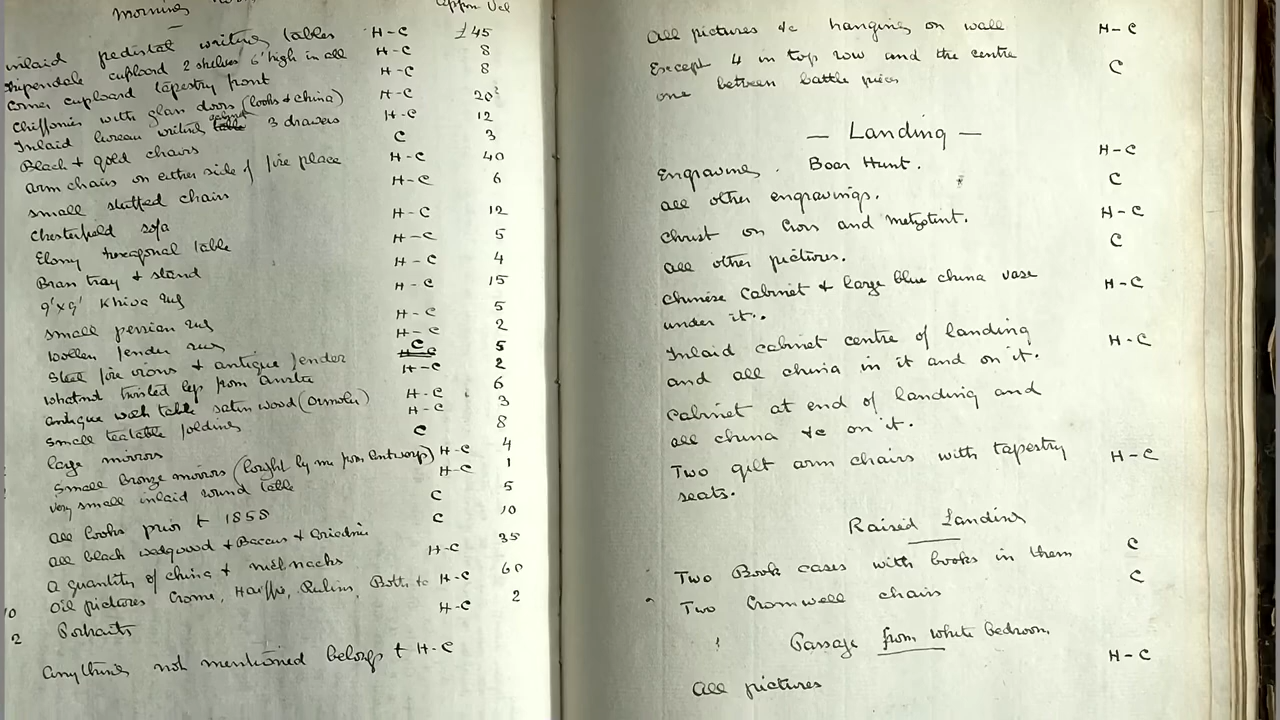 Morning
Approx Val
Inlaid pedistal writing tables H-C £45
Chipendale cupboard 2 shelves 6' high in all H-C 8
Corner cupboard tapestry front H-C 8
Chiffonier with glass doors (books & china) H-C 20
Inlaid bureau writing cabinet 3 drawers H-C 12
Black & gold chairs C 3
Arm chairs on either side of fire place H-C 40
Small stuffed chairs H-C 6
Chesterfield sofa H-C 12
Ebony hexagonal table H-C 5
Brass tray & stand H-C 4
9'x9' Khiva rug H-C 15
Small persian rug H-C 5
Wollen fender rug H-C 2
Steel fire irons & antique fender C 5
Whatnot twisted legs from H-C 2
Antique work table satin wood (Ormolu) H-C 6
Small teatable folding H-C 3
Large mirrors C 8
Small bronze mirrors (bought by me from Antwerp) H-C 4
Very small inlaid round table H-C 1
All books prior to 1858 C 5
All black wedgwood & Baccus & Ariadne C 10
A quantity of china & nicknacks H-C 35
10 Oil pictures Crome, &c H-C 60
2 Portraits H-C 2
Anything not mentioned belongs to H-C
All pictures &c hanging on wall H-C
Except 4 in top row and the centre C
one between battle pieces
— Landing —
Engravings. Boar Hunt. H-C
all other engravings. C
Christ on Cross and metzotint. H-C
all other pictures. C
Chinese Cabinet & large blue china vase H-C
under it.
Inlaid cabinet centre of landing H-C
and all china in it and on it.
Cabinet at end of landing and
all china &c on it.
Two gilt arm chairs with tapestry H-C
seats.
Raised Landing
Two Book cases with books in them C
Two Cromwell chairs C
Passage from white bedroom
All pictures H-C